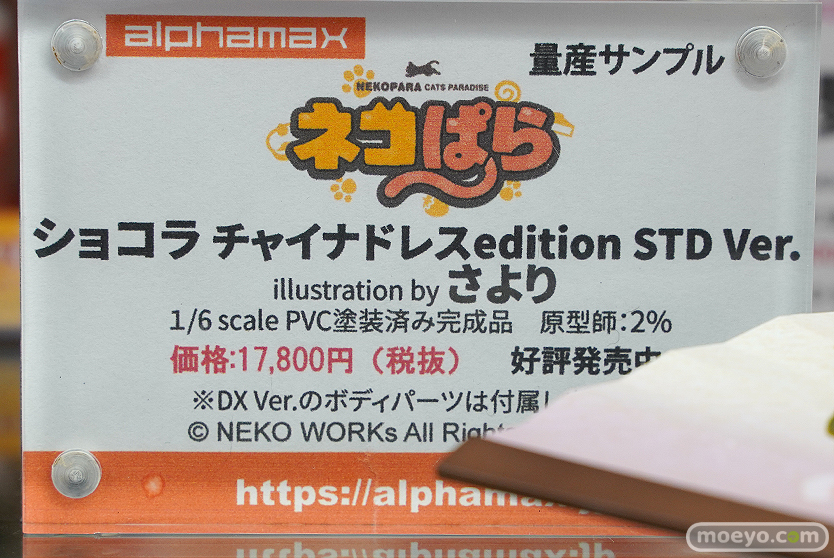 alphamax
量産サンプル
NEKOPARA CATS PARADISE
ネコぱら
ショコラ チャイナドレスedition STD Ver.
illustration by さより
1/6 scale PVC塗装済み完成品 原型師:2%
価格:17,800円（税抜） 好評発売中
※DX Ver.のボディパーツは付属
© NEKO WORKs All
https://alphamax
moeyo.com